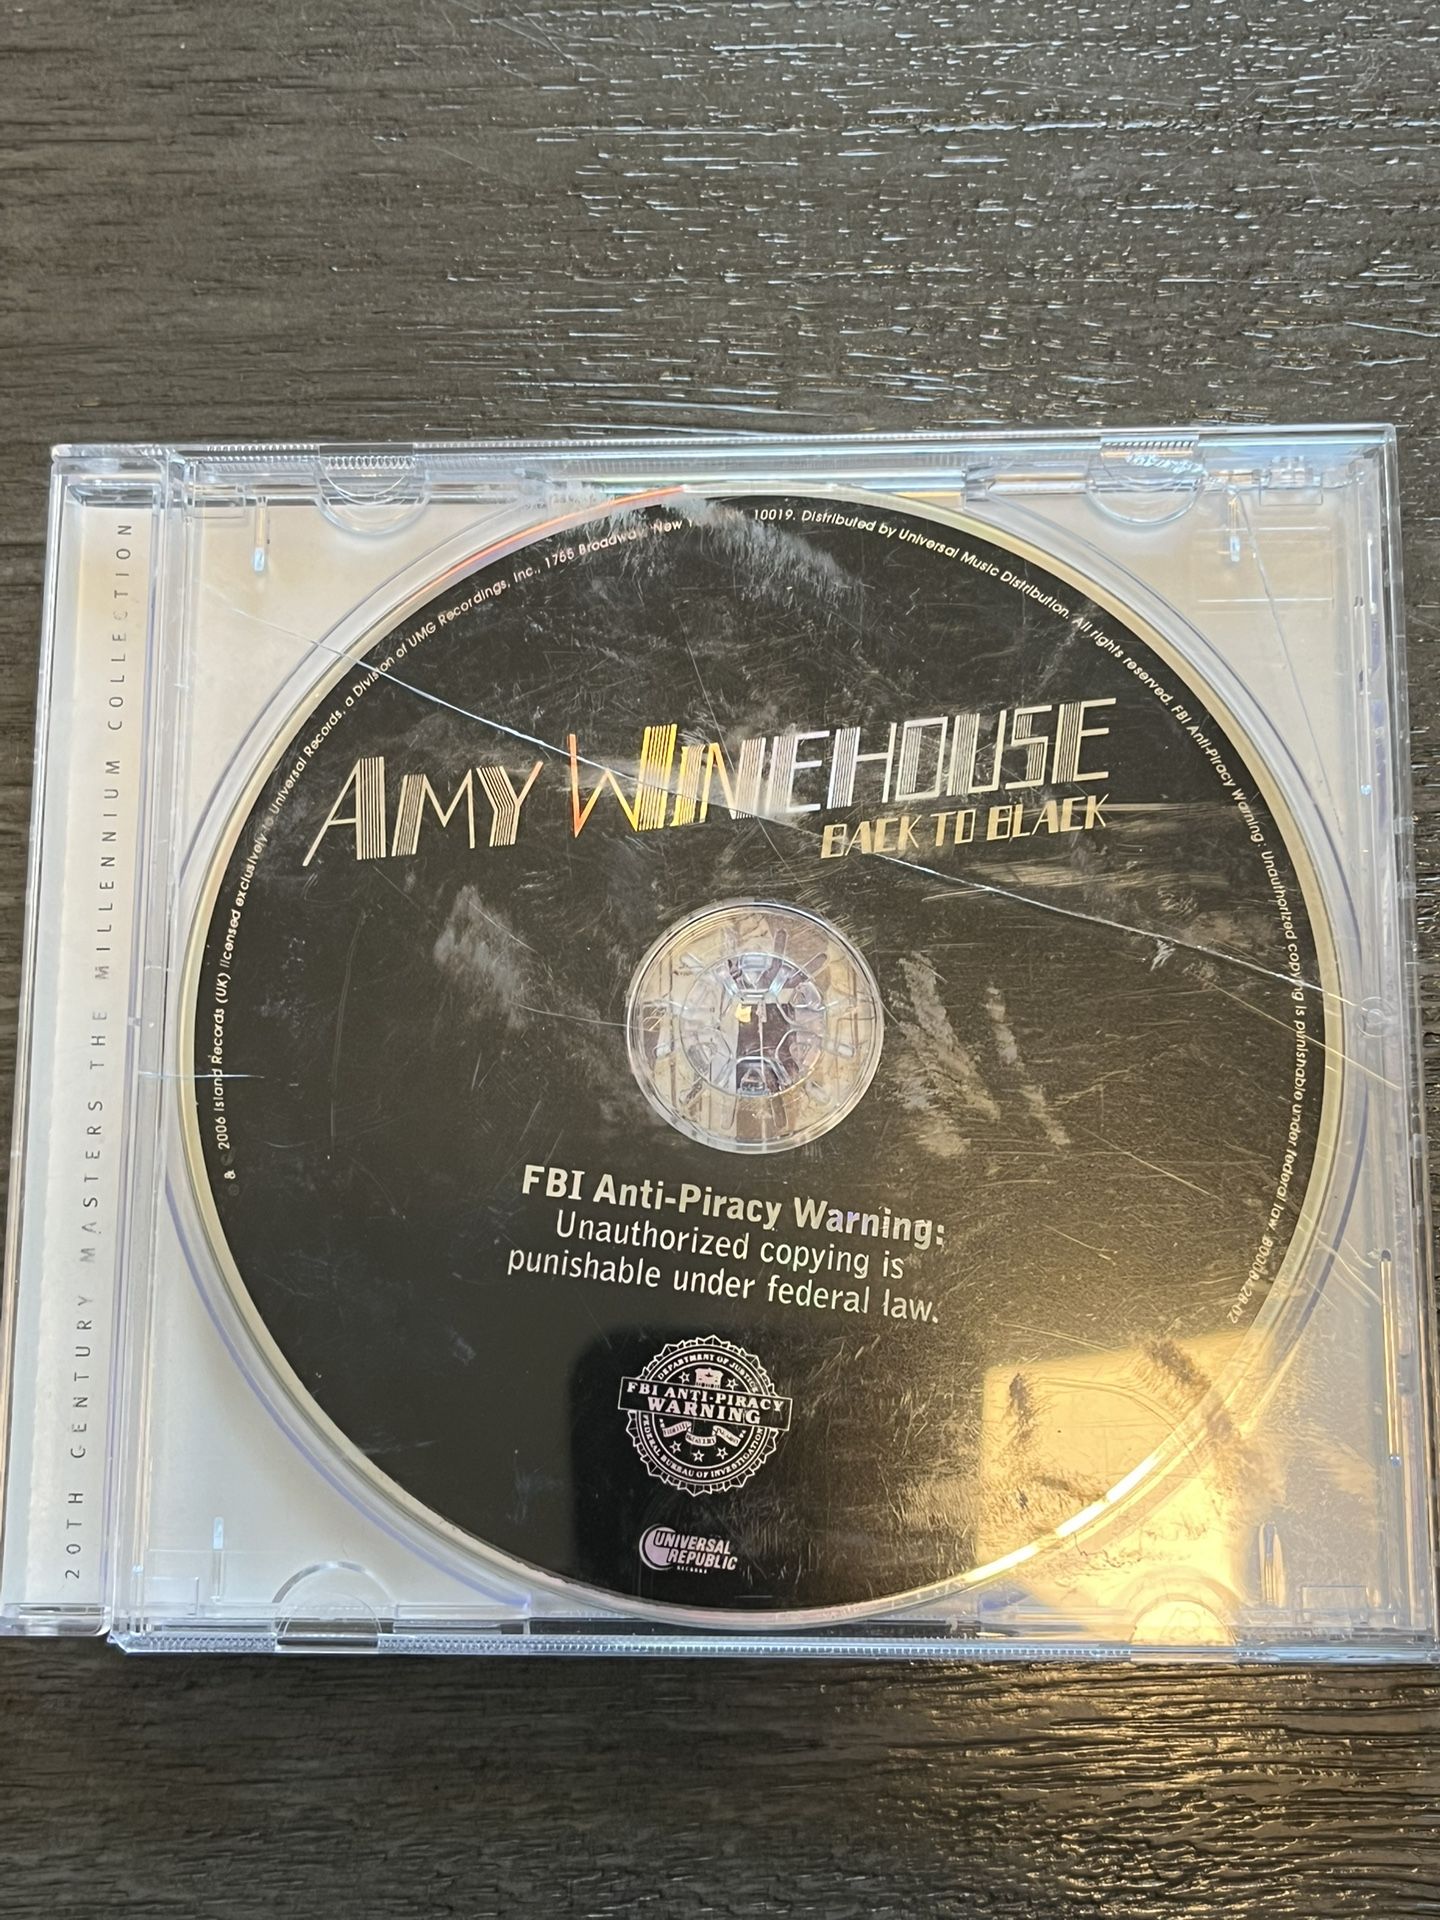 20TH CENTURY MASTERS THE MILLENNIUM COLLECTION
& 2006 Island Records (UK) licensed exclusively to Universal Records, a Division of UMG Recordings, Inc., 1755 Broadway, New 10019. Distributed by Universal Music Distribution. All rights reserved. FBI Anti-Piracy Warning: Unauthorized copying is punishable under federal law.
AMY WINEHOUSE
BACK TO BLACK
FBI Anti-Piracy Warning:
Unauthorized copying is
punishable under federal law.
DEPARTMENT OF JUSTICE
FBI ANTI-PIRACY
WARNING
FEDERAL BUREAU OF INVESTIGATION
UNIVERSAL
REPUBLIC
RECORDS